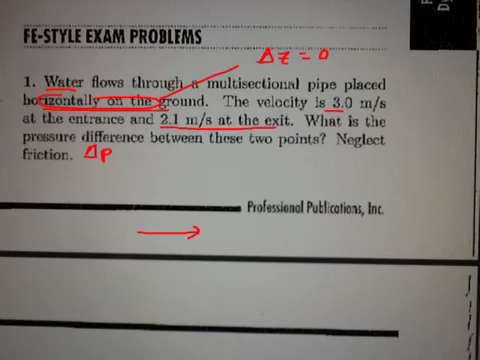 FE-STYLE EXAM PROBLEMS
Δz = 0
1. Water flows through a multisectional pipe placed
horizontally on the ground. The velocity is 3.0 m/s
at the entrance and 2.1 m/s at the exit. What is the
pressure difference between these two points? Neglect
friction. Δp
Professional Publications, Inc.